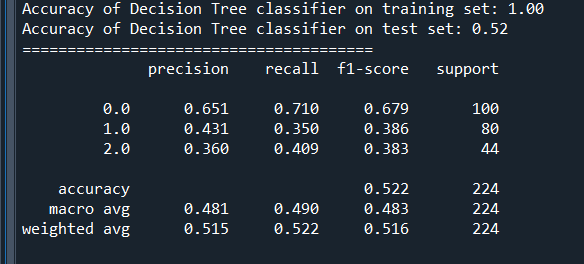 Accuracy of Decision Tree classifier on training set: 1.00
Accuracy of Decision Tree classifier on test set: 0.52
========================================
precision recall f1-score support
0.0 0.651 0.710 0.679 100
1.0 0.431 0.350 0.386 80
2.0 0.360 0.409 0.383 44
accuracy 0.522 224
macro avg 0.481 0.490 0.483 224
weighted avg 0.515 0.522 0.516 224